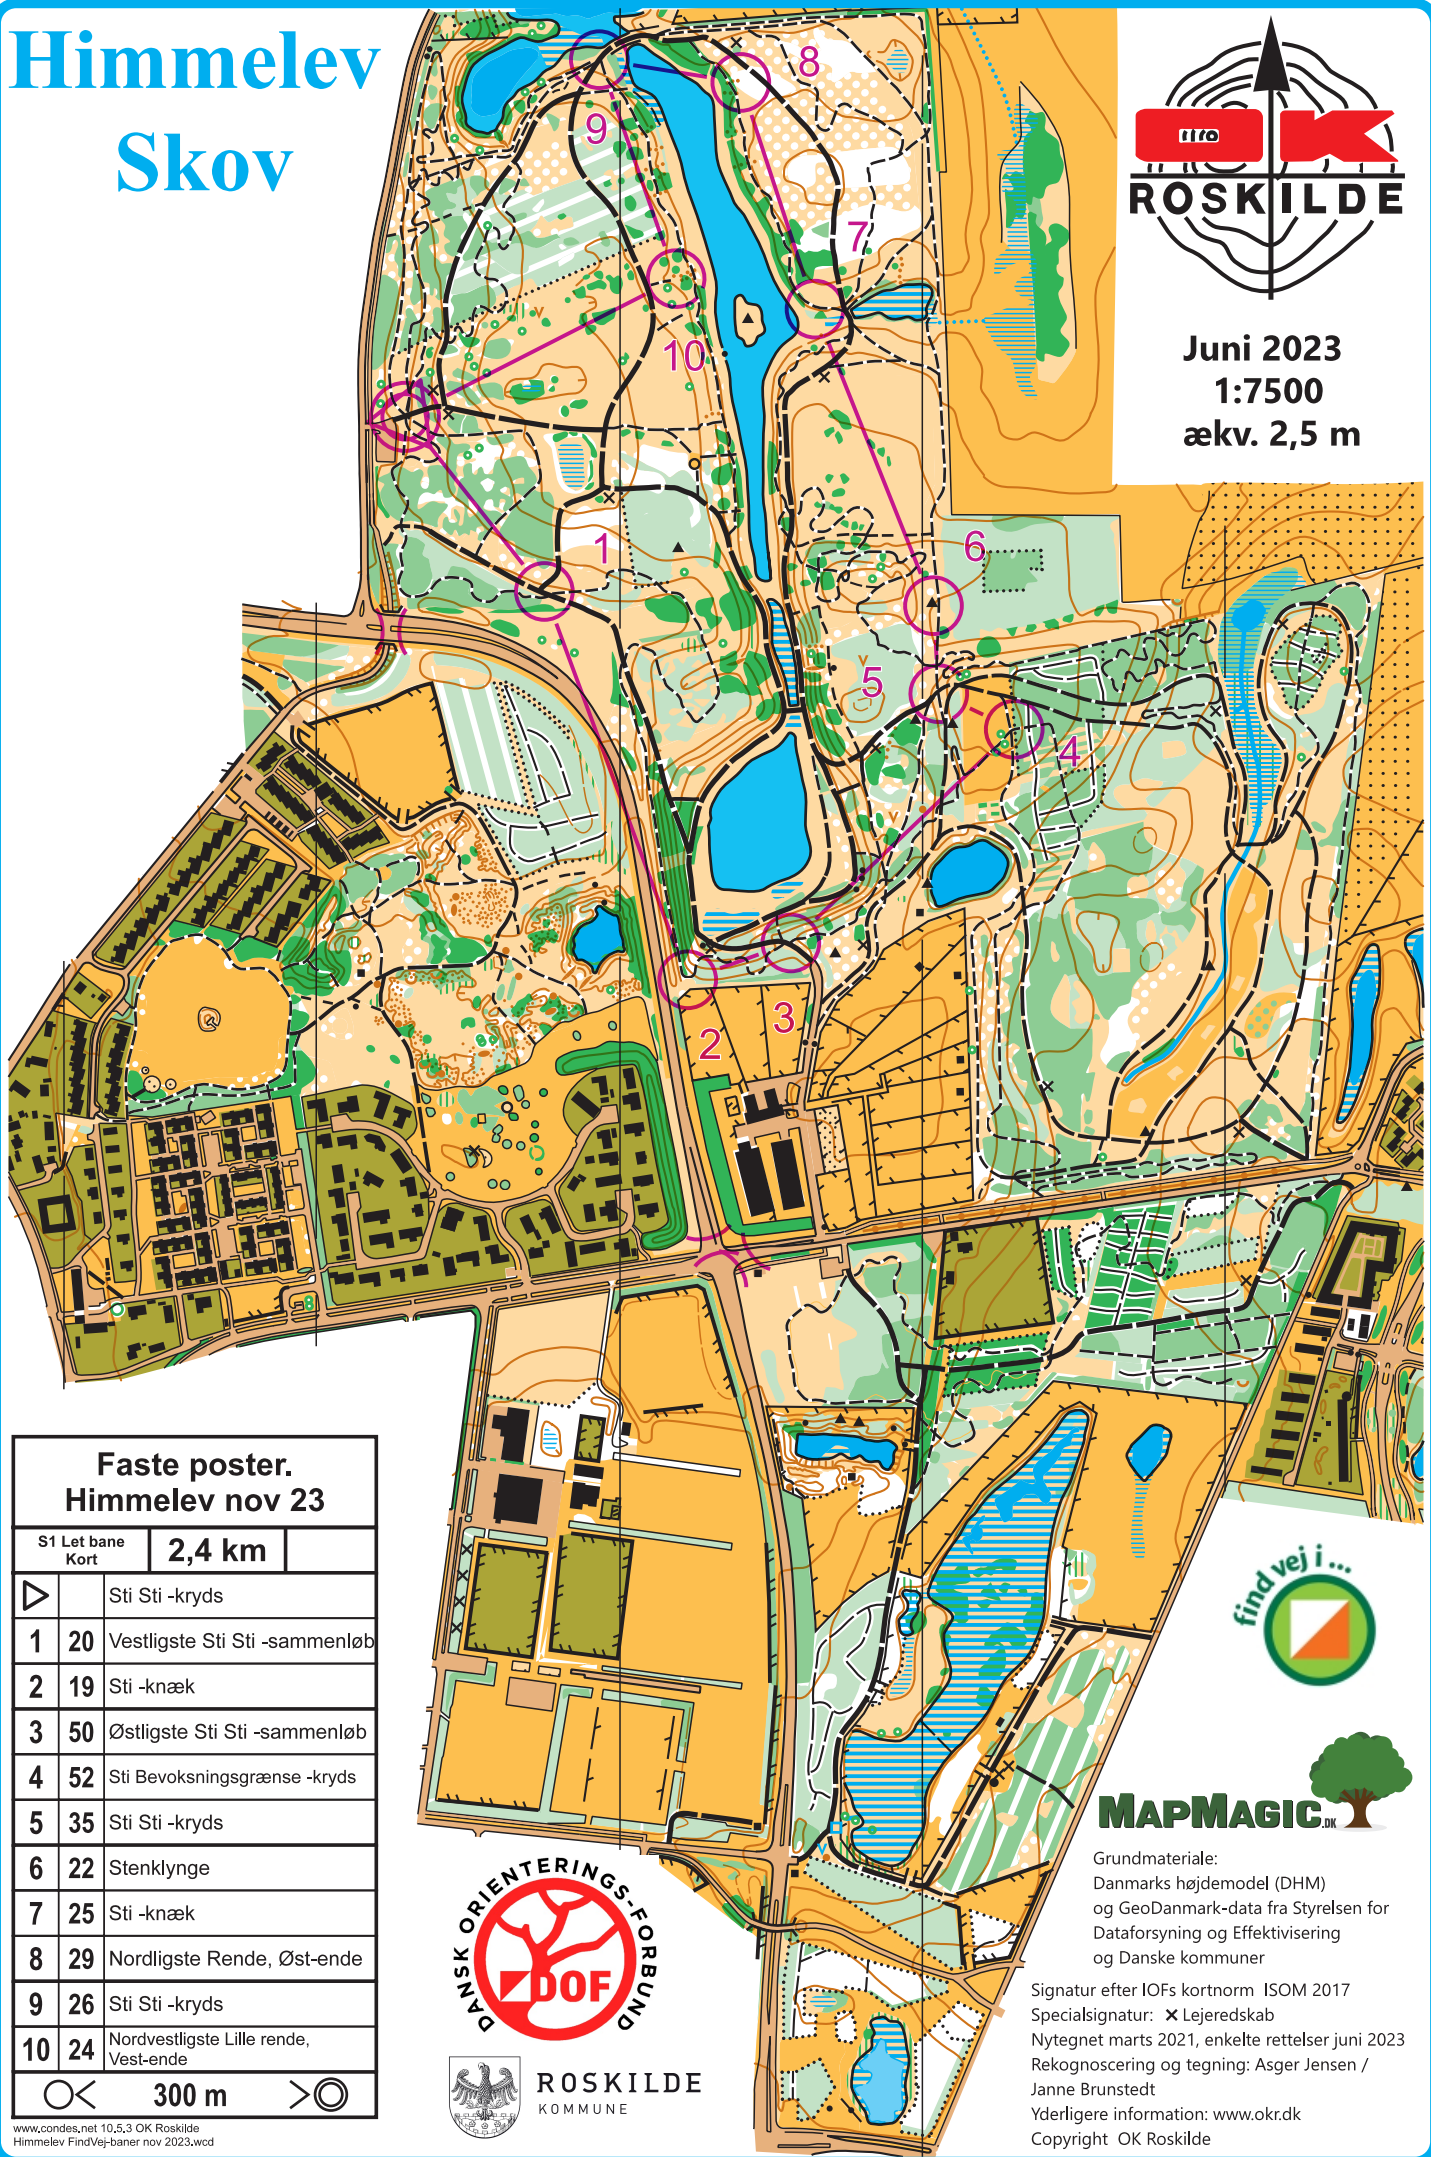 Himmelev
Skov
OK
ROSKILDE
Juni 2023
1:7500
ækv. 2,5 m
8
9
7
10
1
6
5
4
3
2
Faste poster.
Himmelev nov 23
S1 Let bane
Kort
2,4 km
Sti Sti -kryds
1 20 Vestligste Sti Sti -sammenløb
2 19 Sti -knæk
3 50 Østligste Sti Sti -sammenløb
4 52 Sti Bevoksningsgrænse -kryds
5 35 Sti Sti -kryds
6 22 Stenklynge
7 25 Sti -knæk
8 29 Nordligste Rende, Øst-ende
9 26 Sti Sti -kryds
10 24 Nordvestligste Lille rende,
Vest-ende
300 m
www.condes.net 10.5.3 OK Roskilde
Himmelev FindVej-baner nov 2023.wcd
DANSK ORIENTERINGS-FORBUND
DOF
ROSKILDE
KOMMUNE
find vej i ...
MAPMAGIC.DK
Grundmateriale:
Danmarks højdemodel (DHM)
og GeoDanmark-data fra Styrelsen for
Dataforsyning og Effektivisering
og Danske kommuner
Signatur efter IOFs kortnorm ISOM 2017
Specialsignatur: × Lejeredskab
Nytegnet marts 2021, enkelte rettelser juni 2023
Rekognoscering og tegning: Asger Jensen /
Janne Brunstedt
Yderligere information: www.okr.dk
Copyright OK Roskilde